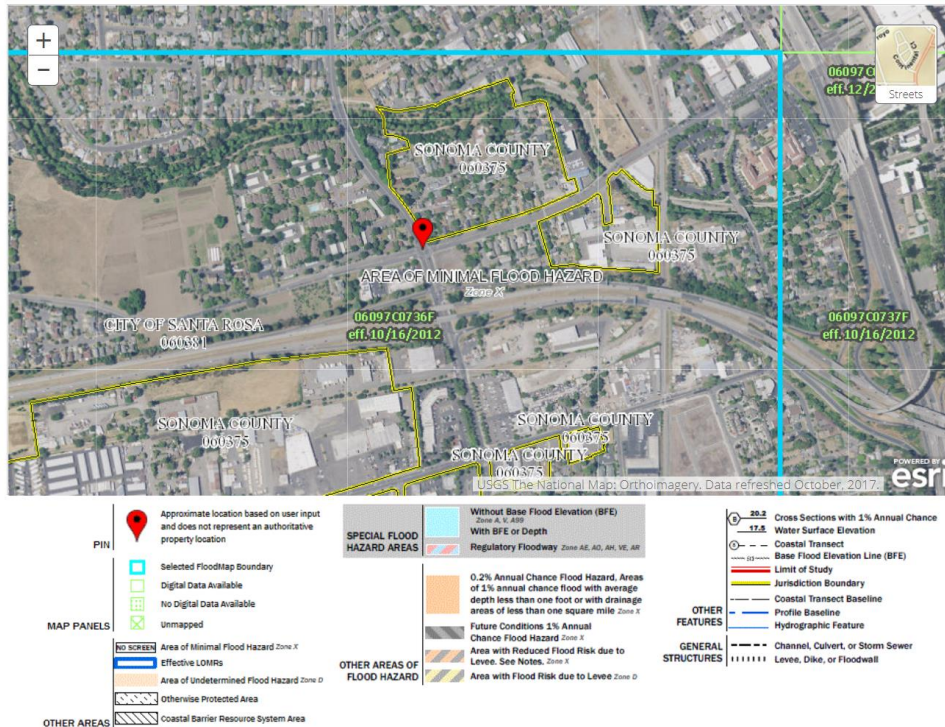 +
−
Streets
eff. 12/2
SONOMA COUNTY
060375
SONOMA COUNTY
060375
AREA OF MINIMAL FLOOD HAZARD
Zone X
CITY OF SANTA ROSA
060381
06097C0736F
eff. 10/16/2012
06097C0737F
eff. 10/16/2012
SONOMA COUNTY
060375
SONOMA COUNTY
060375
SONOMA COUNTY
060375
POWERED BY
esri
USGS The National Map: Orthoimagery. Data refreshed October, 2017.
PIN
Approximate location based on user input
and does not represent an authoritative
property location
MAP PANELS
Selected FloodMap Boundary
Digital Data Available
No Digital Data Available
Unmapped
OTHER AREAS
NO SCREEN Area of Minimal Flood Hazard Zone X
Effective LOMRs
Area of Undetermined Flood Hazard Zone D
Otherwise Protected Area
Coastal Barrier Resource System Area
SPECIAL FLOOD
HAZARD AREAS
Without Base Flood Elevation (BFE)
Zone A, V, A99
With BFE or Depth
Regulatory Floodway Zone AE, AO, AH, VE, AR
OTHER AREAS OF
FLOOD HAZARD
0.2% Annual Chance Flood Hazard, Areas
of 1% annual chance flood with average
depth less than one foot or with drainage
areas of less than one square mile Zone X
Future Conditions 1% Annual
Chance Flood Hazard Zone X
Area with Reduced Flood Risk due to
Levee. See Notes. Zone X
Area with Flood Risk due to Levee Zone D
OTHER
FEATURES
20.2 Cross Sections with 1% Annual Chance
17.5 Water Surface Elevation
Coastal Transect
Base Flood Elevation Line (BFE)
Limit of Study
Jurisdiction Boundary
Coastal Transect Baseline
Profile Baseline
Hydrographic Feature
GENERAL
STRUCTURES
Channel, Culvert, or Storm Sewer
Levee, Dike, or Floodwall